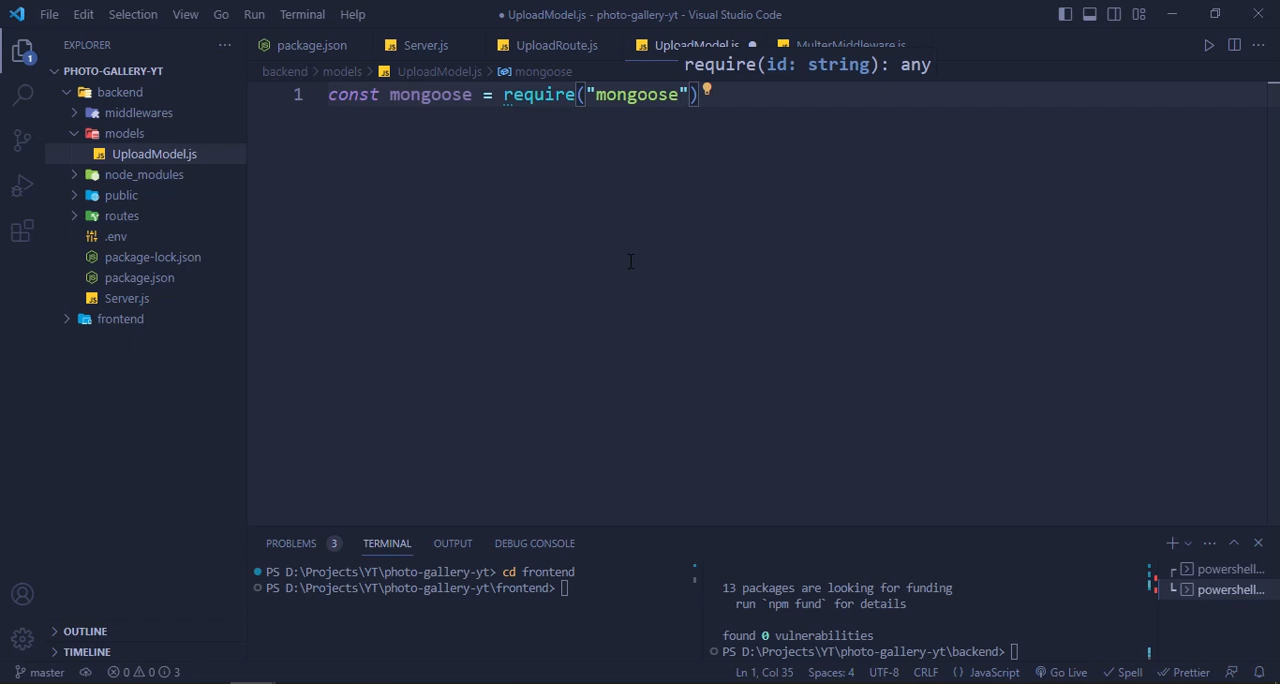 File Edit Selection View Go Run Terminal Help
● UploadModel.js - photo-gallery-yt - Visual Studio Code
EXPLORER
PHOTO-GALLERY-YT
backend
middlewares
models
UploadModel.js
node_modules
public
routes
.env
package-lock.json
package.json
Server.js
frontend
OUTLINE
TIMELINE
package.json Server.js UploadRoute.js UploadModel.js MulterMiddleware.js
require(id: string): any
backend > models > UploadModel.js > mongoose
1 const mongoose = require("mongoose")
PROBLEMS 3 TERMINAL OUTPUT DEBUG CONSOLE
PS D:\Projects\YT\photo-gallery-yt> cd frontend
PS D:\Projects\YT\photo-gallery-yt\frontend>
13 packages are looking for funding
run `npm fund` for details
found 0 vulnerabilities
PS D:\Projects\YT\photo-gallery-yt\backend>
powershell...
powershell...
1
master 0 0 3 Ln 1, Col 35 Spaces: 4 UTF-8 CRLF JavaScript Go Live Spell Prettier